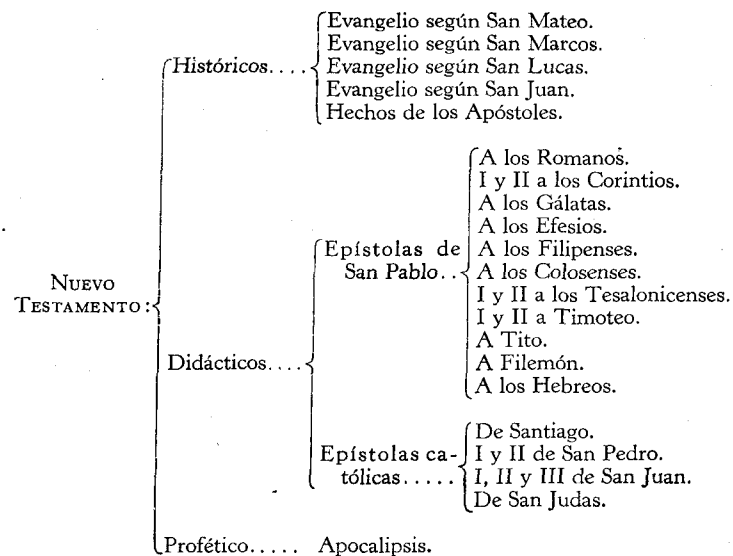 NUEVO
TESTAMENTO:
Históricos....
Evangelio según San Mateo.
Evangelio según San Marcos.
Evangelio según San Lucas.
Evangelio según San Juan.
Hechos de los Apóstoles.
Didácticos....
Epístolas de
San Pablo..
A los Romanos.
I y II a los Corintios.
A los Gálatas.
A los Efesios.
A los Filipenses.
A los Colosenses.
I y II a los Tesalonicenses.
I y II a Timoteo.
A Tito.
A Filemón.
A los Hebreos.
Epístolas ca-
tólicas.....
De Santiago.
I y II de San Pedro.
I, II y III de San Juan.
De San Judas.
Profético..... Apocalipsis.